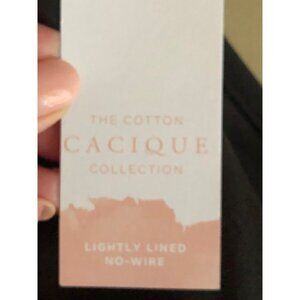 THE COTTON
CACIQUE
COLLECTION
LIGHTLY LINED
NO-WIRE